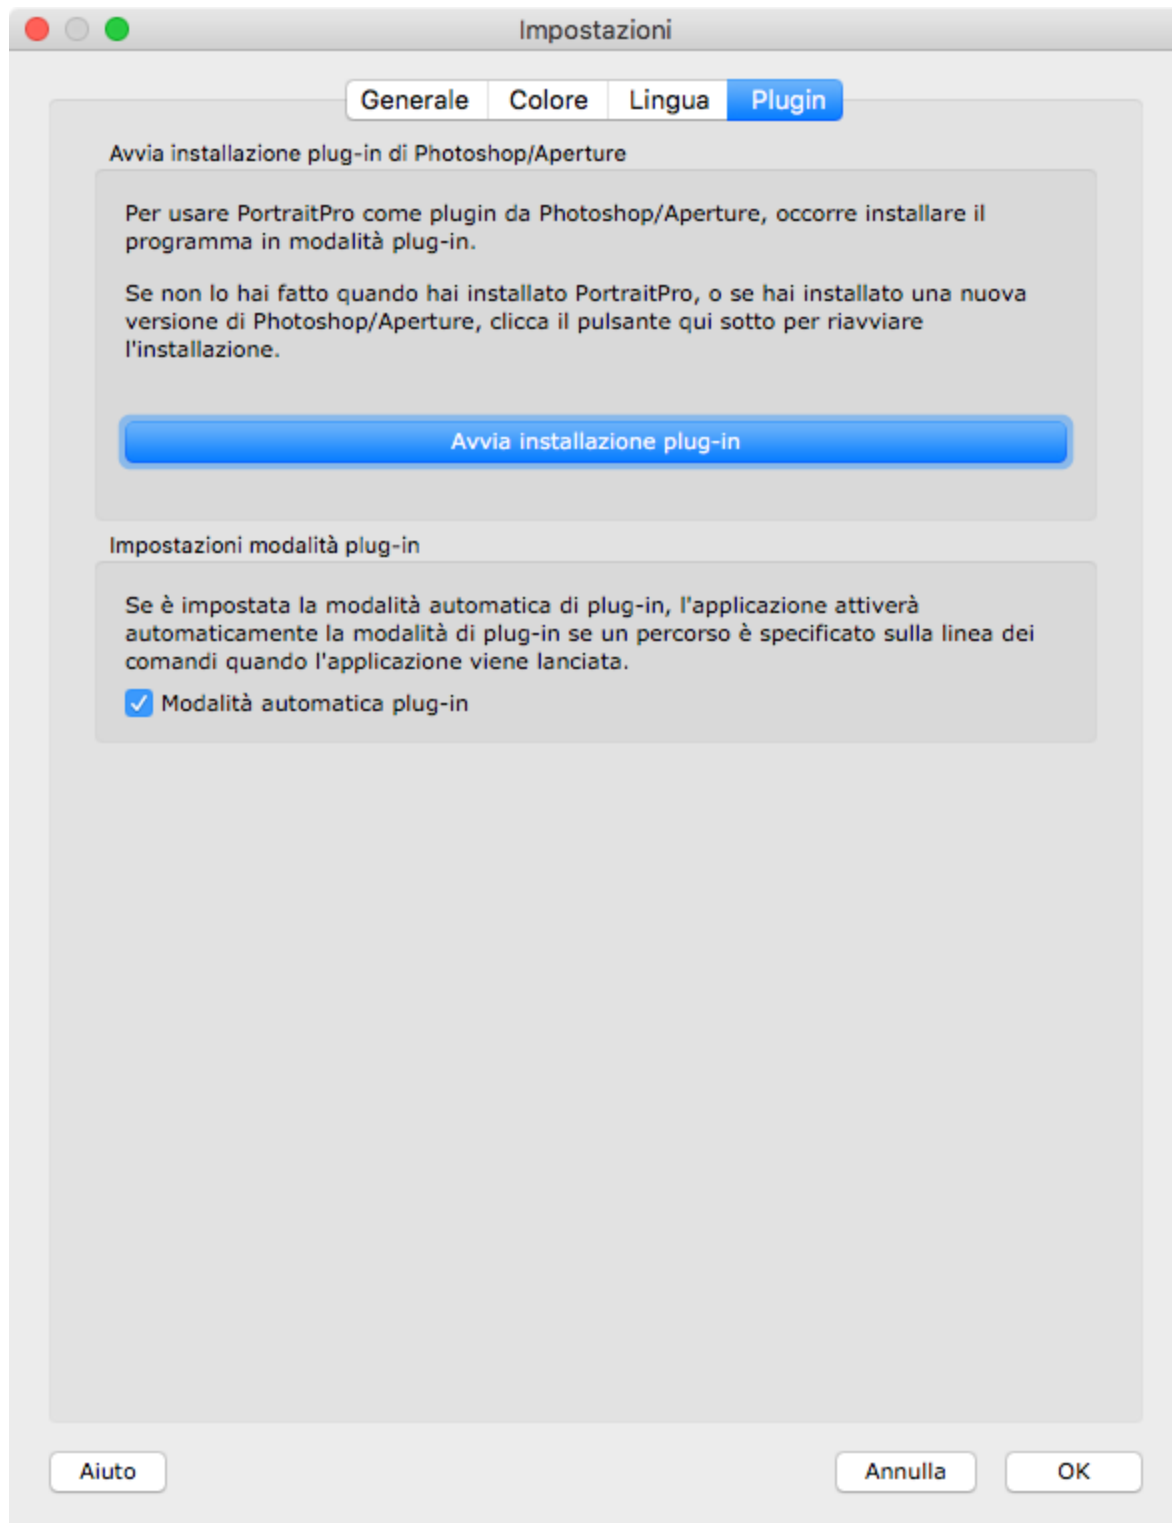 Impostazioni
Generale Colore Lingua Plugin
Avvia installazione plug-in di Photoshop/Aperture
Per usare PortraitPro come plugin da Photoshop/Aperture, occorre installare il
programma in modalità plug-in.
Se non lo hai fatto quando hai installato PortraitPro, o se hai installato una nuova
versione di Photoshop/Aperture, clicca il pulsante qui sotto per riavviare
l'installazione.
Avvia installazione plug-in
Impostazioni modalità plug-in
Se è impostata la modalità automatica di plug-in, l'applicazione attiverà
automaticamente la modalità di plug-in se un percorso è specificato sulla linea dei
comandi quando l'applicazione viene lanciata.
Modalità automatica plug-in
Aiuto Annulla OK